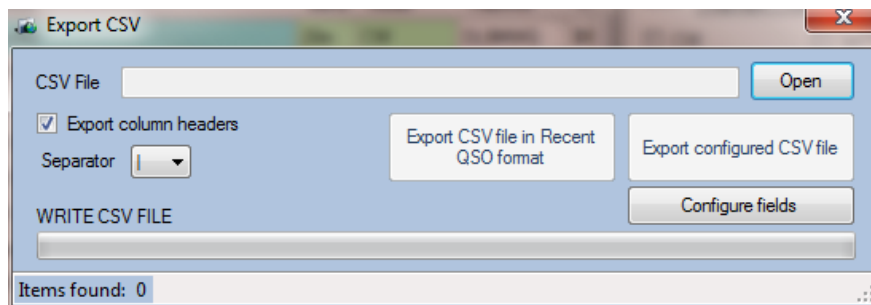 Export CSV
X
CSV File
Open
Export column headers
Separator |
Export CSV file in Recent
QSO format
Export configured CSV file
Configure fields
WRITE CSV FILE
Items found: 0